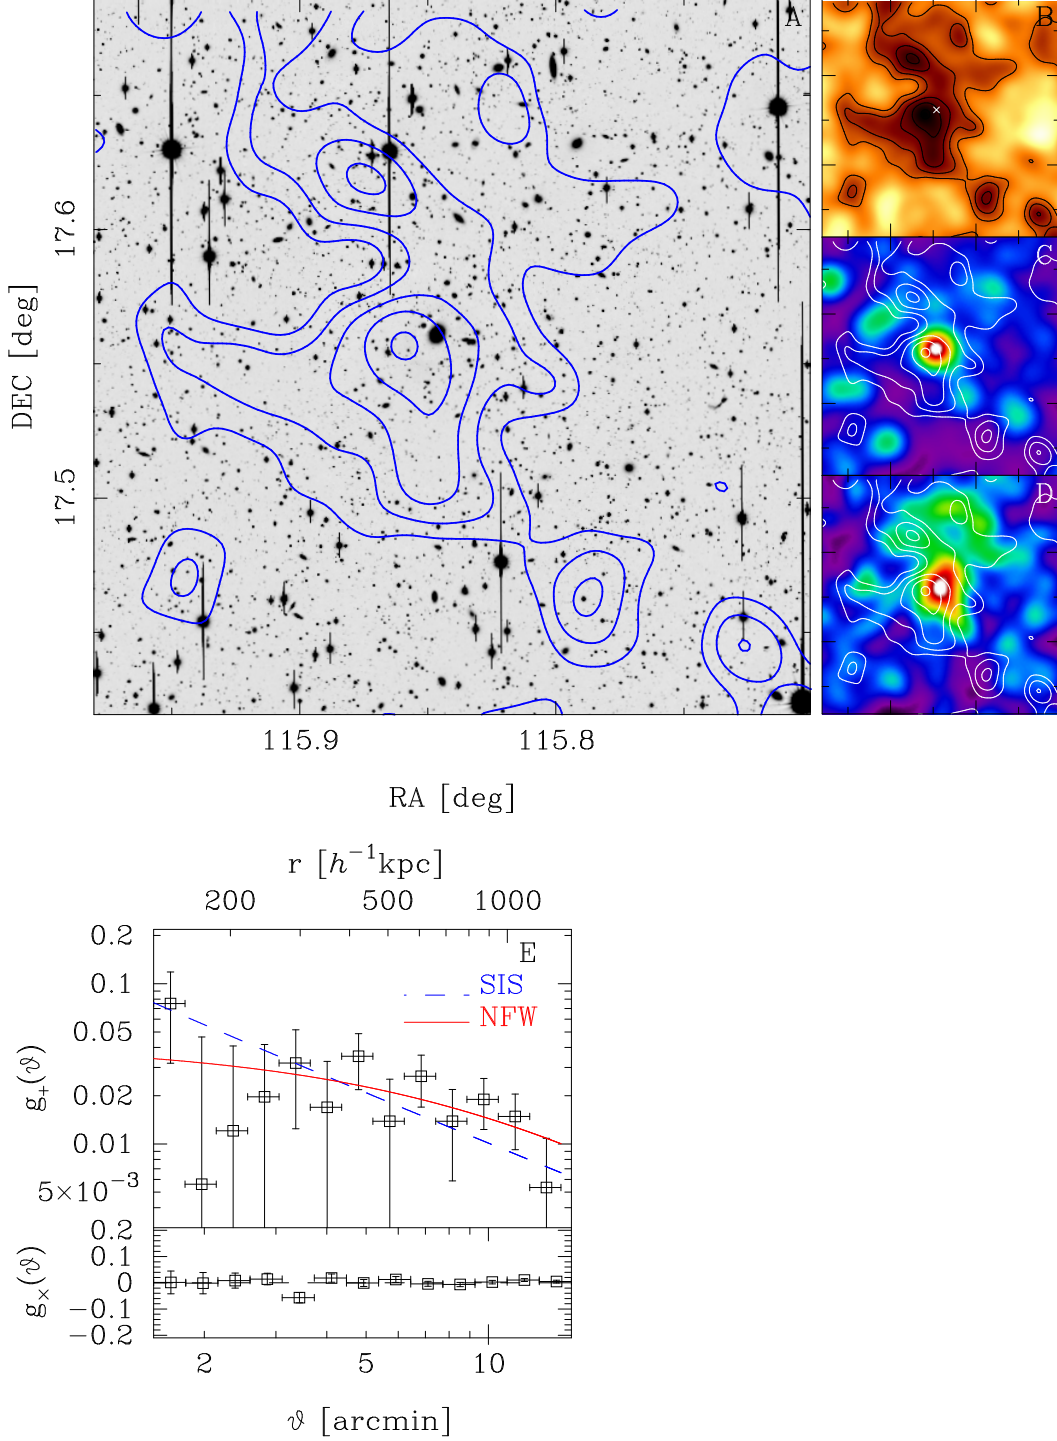 A
B
C
D
17.6
17.5
DEC [deg]
115.9
115.8
RA [deg]
r [h⁻¹kpc]
200
500
1000
E
SIS
NFW
0.2
0.1
0.05
0.02
0.01
5×10⁻³
g₊(ϑ)
0.2
0.1
0
−0.1
−0.2
g×(ϑ)
2
5
10
ϑ [arcmin]